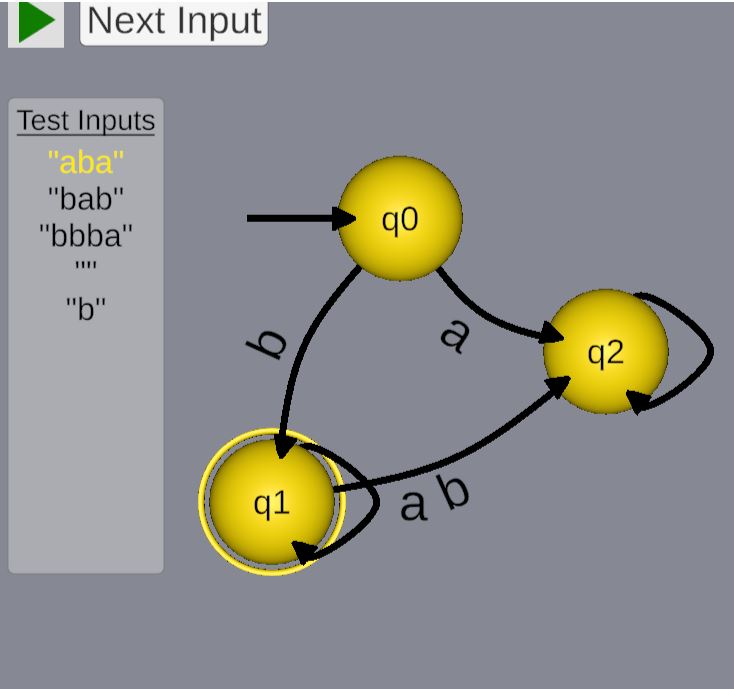 Next Input
Test Inputs
"aba"
"bab"
"bbba"
""
"b"
q0
b
a
q2
q1
a b